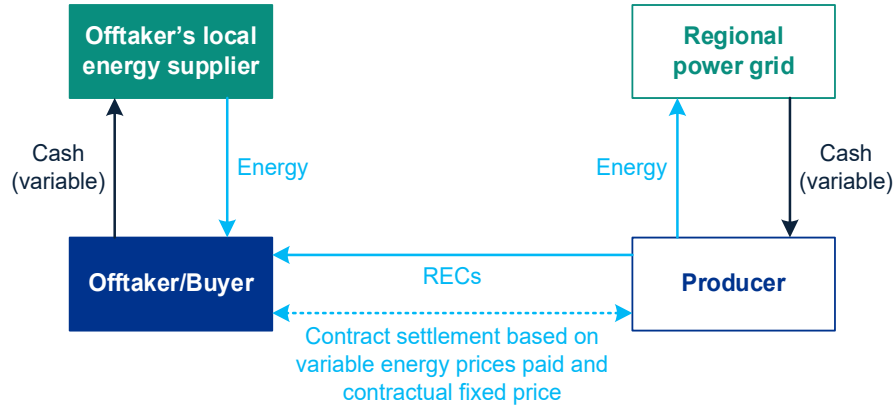 Offtaker’s local
energy supplier
Regional
power grid
Cash
(variable)
Energy
Energy
Cash
(variable)
Offtaker/Buyer
RECs
Producer
Contract settlement based on
variable energy prices paid and
contractual fixed price